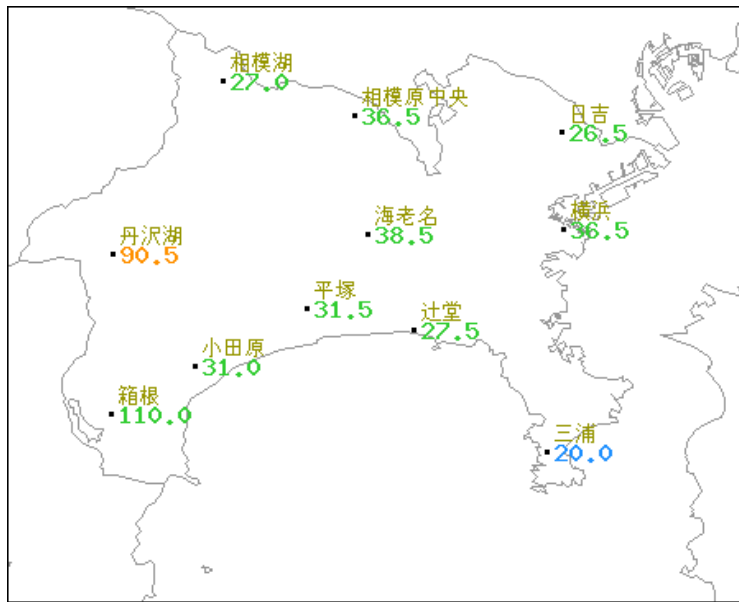 相模湖
27.0
相模原中央
36.5
日吉
26.5
海老名
38.5
横浜
36.5
丹沢湖
90.5
平塚
31.5
辻堂
27.5
小田原
31.0
箱根
110.0
三浦
20.0